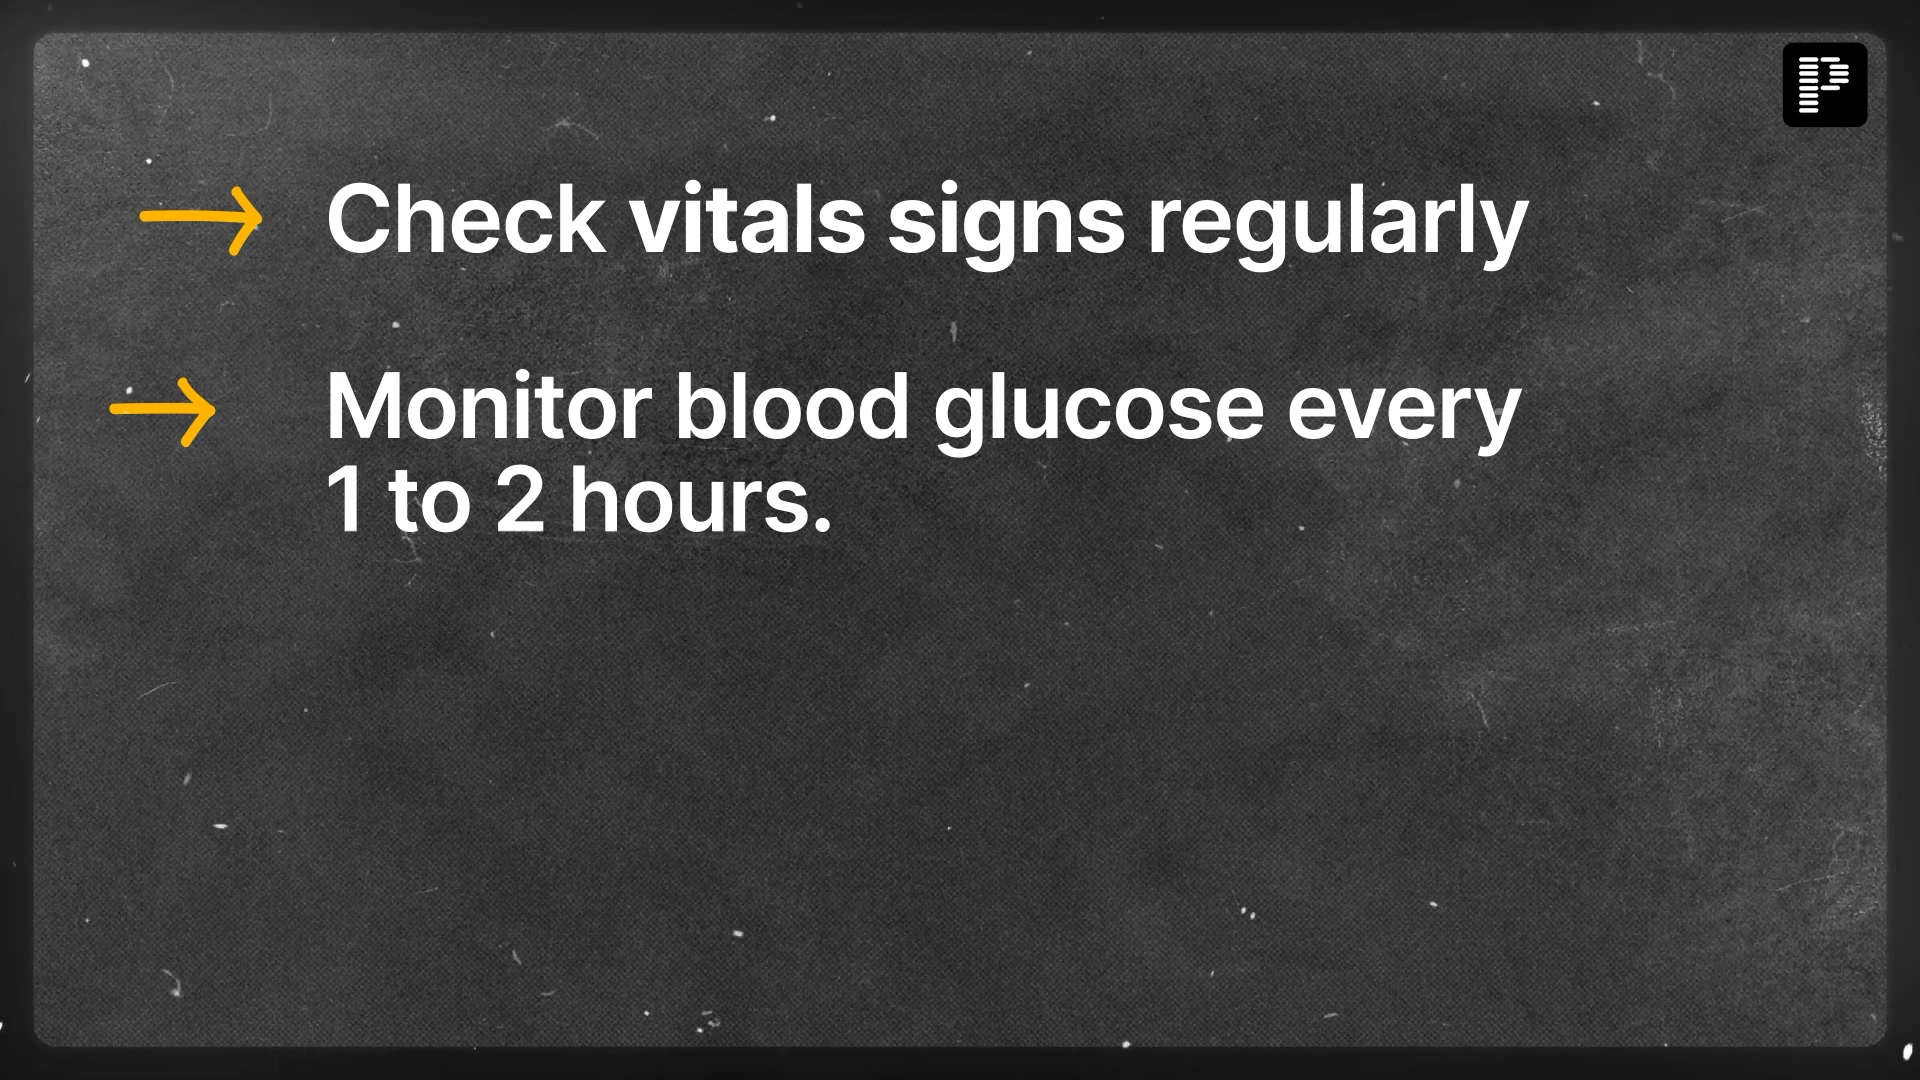 Check vitals signs regularly
Monitor blood glucose every
1 to 2 hours.